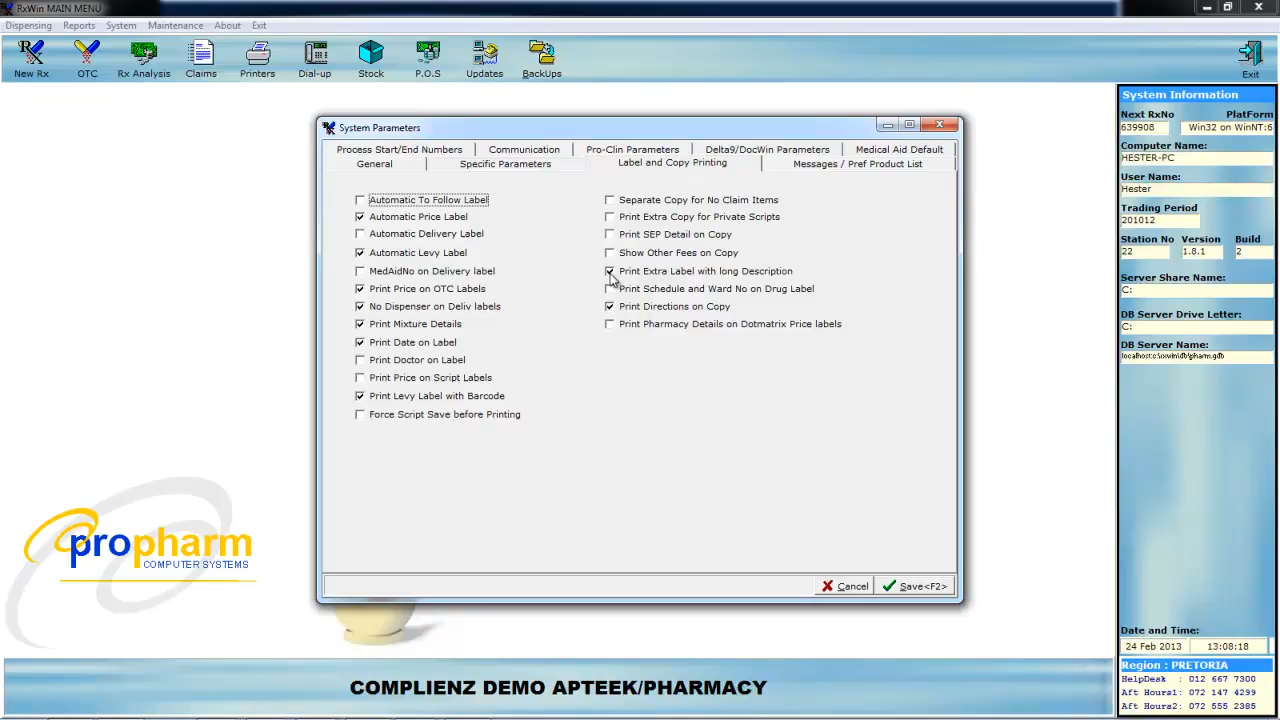 RxWin MAIN MENU
Dispensing Reports System Maintenance About Exit
New Rx OTC Rx Analysis Claims Printers Dial-up Stock P.O.S Updates BackUps Exit
System Parameters
Process Start/End Numbers Communication Pro-Clin Parameters Delta9/DocWin Parameters Medical Aid Default
General Specific Parameters Label and Copy Printing Messages / Pref Product List
Automatic To Follow Label
Automatic Price Label
Automatic Delivery Label
Automatic Levy Label
MedAidNo on Delivery label
Print Price on OTC Labels
No Dispenser on Deliv labels
Print Mixture Details
Print Date on Label
Print Doctor on Label
Print Price on Script Labels
Print Levy Label with Barcode
Force Script Save before Printing
Separate Copy for No Claim Items
Print Extra Copy for Private Scripts
Print SEP Detail on Copy
Show Other Fees on Copy
Print Extra Label with long Description
Print Schedule and Ward No on Drug Label
Print Directions on Copy
Print Pharmacy Details on Dotmatrix Price labels
Cancel Save<F2>
System Information
Next RxNo PlatForm
639908 Win32 on WinNT:6
Computer Name:
HESTER-PC
User Name:
Hester
Trading Period
201012
Station No Version Build
22 1.8.1 2
Server Share Name:
C:
DB Server Drive Letter:
C:
DB Server Name:
localhost:c:\rxwin\db\pharm.gdb
Date and Time:
24 Feb 2013 13:08:18
Region : PRETORIA
HelpDesk : 012 667 7300
Aft Hours1: 072 147 4299
Aft Hours2: 072 555 2385
propharm
COMPUTER SYSTEMS
COMPLIENZ DEMO APTEEK/PHARMACY